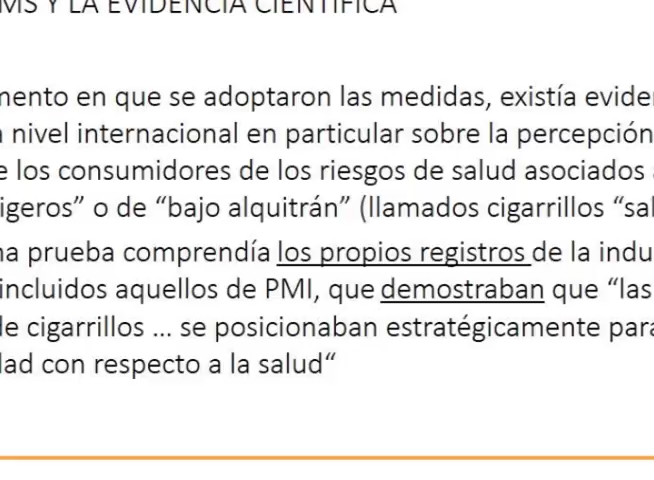 MS Y LA EVIDENCIA CIENTÍFICA
mento en que se adoptaron las medidas, existía eviden
nivel internacional en particular sobre la percepción
e los consumidores de los riesgos de salud asociados
igeros” o de “bajo alquitrán” (llamados cigarrillos “sal
na prueba comprendía los propios registros de la indu
incluidos aquellos de PMI, que demostraban que “las
de cigarrillos ... se posicionaban estratégicamente para
dad con respecto a la salud“